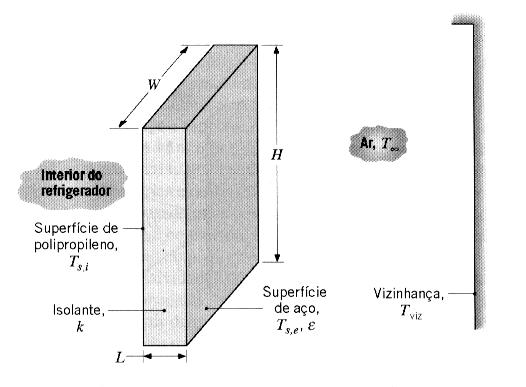 W
H
Ar, T∞
Interior do
refrigerador
Superfície de
polipropileno,
Ts,i
Isolante,
k
Superfície
de aço,
Ts,e, ε
Vizinhança,
Tviz
L